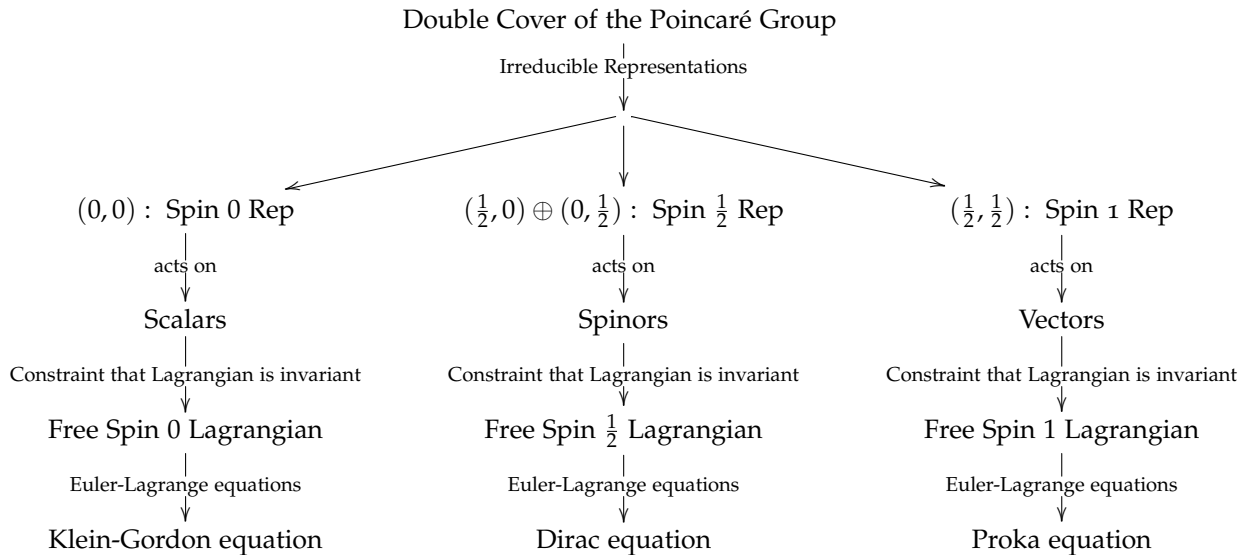 Double Cover of the Poincaré Group
Irreducible Representations
(0, 0) : Spin 0 Rep
(1/2, 0) ⊕ (0, 1/2) : Spin 1/2 Rep
(1/2, 1/2) : Spin 1 Rep
acts on
acts on
acts on
Scalars
Spinors
Vectors
Constraint that Lagrangian is invariant
Constraint that Lagrangian is invariant
Constraint that Lagrangian is invariant
Free Spin 0 Lagrangian
Free Spin 1/2 Lagrangian
Free Spin 1 Lagrangian
Euler-Lagrange equations
Euler-Lagrange equations
Euler-Lagrange equations
Klein-Gordon equation
Dirac equation
Proka equation